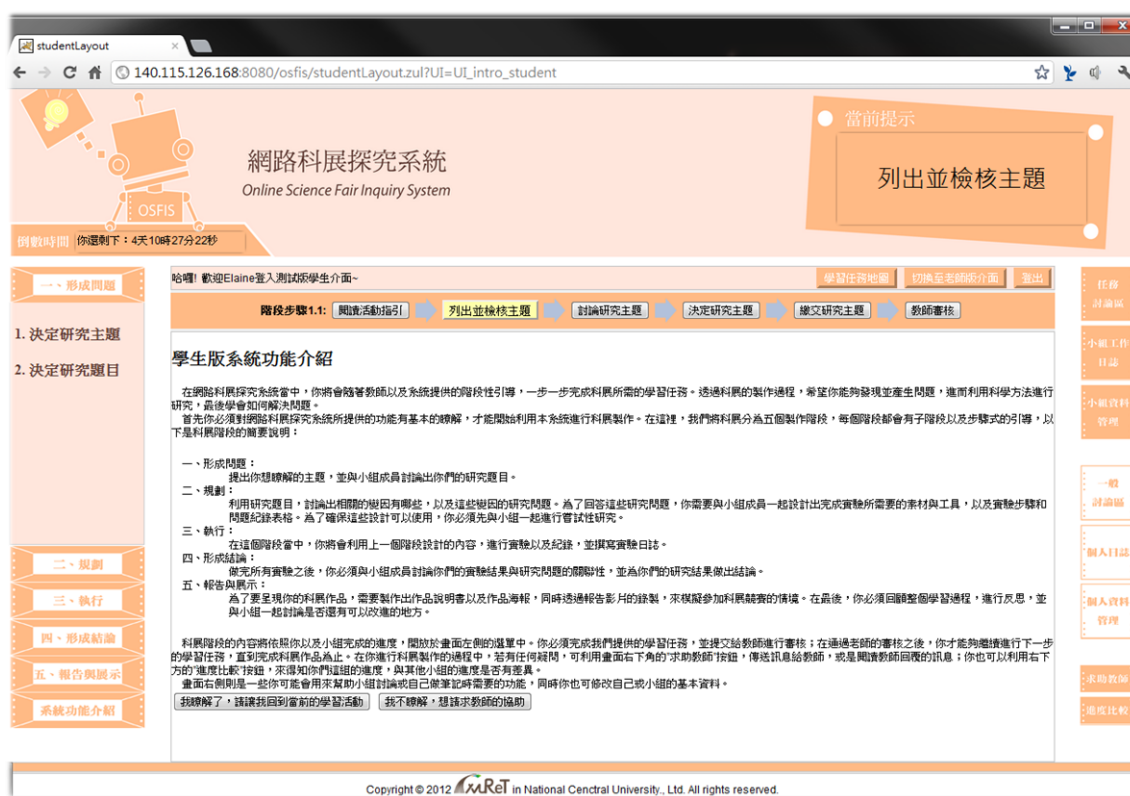 studentLayout
140.115.126.168:8080/osfis/studentLayout.zul?UI=UI_intro_student
網路科展探究系統
Online Science Fair Inquiry System
OSFIS
當前提示
列出並檢核主題
倒數時間 你還剩下：4天10時27分22秒
一、形成問題
1. 決定研究主題
2. 決定研究題目
二、規劃
三、執行
四、形成結論
五、報告與展示
系統功能介紹
哈囉! 歡迎Elaine登入測試版學生介面~
學習任務地圖 切換至老師版介面 登出
階段步驟1.1: 閱讀活動指引 列出並檢核主題 討論研究主題 決定研究主題 繳交研究主題 教師審核
學生版系統功能介紹
在網路科展探究系統當中，你將會隨著教師以及系統提供的階段性引導，一步一步完成科展所需的學習任務。透過科展的製作過程，希望你能夠發現並產生問題，進而利用科學方法進行
研究，最後學會如何解決問題。
首先你必須對網路科展探究系統所提供的功能有基本的瞭解，才能開始利用本系統進行科展製作。在這裡，我們將科展分為五個製作階段，每個階段都會有子階段以及步驟式的引導，以
下是科展階段的簡要說明：
一、形成問題：
提出你想瞭解的主題，並與小組成員討論出你們的研究題目。
二、規劃：
利用研究題目，討論出相關的變因有哪些，以及這些變因的研究問題。為了回答這些研究問題，你需要與小組成員一起設計出完成實驗所需要的素材與工具，以及實驗步驟和
問題紀錄表格。為了確保這些設計可以使用，你必須先與小組一起進行嘗試性研究。
三、執行：
在這個階段當中，你將會利用上一個階段設計的內容，進行實驗以及紀錄，並撰寫實驗日誌。
四、形成結論：
做完所有實驗之後，你必須與小組成員討論你們的實驗結果與研究問題的關聯性，並為你們的研究結果做出結論。
五、報告與展示：
為了要呈現你的科展作品，需要製作出作品說明書以及作品海報，同時透過報告影片的錄製，來模擬參加科展競賽的情境。在最後，你必須回顧整個學習過程，進行反思，並
與小組一起討論是否還有可以改進的地方。
科展階段的內容將依照你以及小組完成的進度，開放於畫面左側的選單中。你必須完成我們提供的學習任務，並提交給教師進行審核；在通過老師的審核之後，你才能夠繼續進行下一步
的學習任務，直到完成科展作品為止。在你進行科展製作的過程中，若有任何疑問，可利用畫面右下角的"求助教師"按鈕，傳送訊息給教師，或是閱讀教師回覆的訊息；你也可以利用右下
方的"進度比較"按鈕，來得知你們這組的進度，與其他小組的進度是否有差異。
畫面右側則是一些你可能會用來幫助小組討論或自己做筆記時需要的功能，同時你也可修改自己或小組的基本資料。
我瞭解了，請讓我回到當前的學習活動 我不瞭解，想請求教師的協助
任務
討論區
小組工作
日誌
小組資料
管理
一般
討論區
個人日誌
個人資料
管理
求助教師
進度比較
Copyright © 2012 MReT in National Cenctral University., Ltd. All rights reserved.